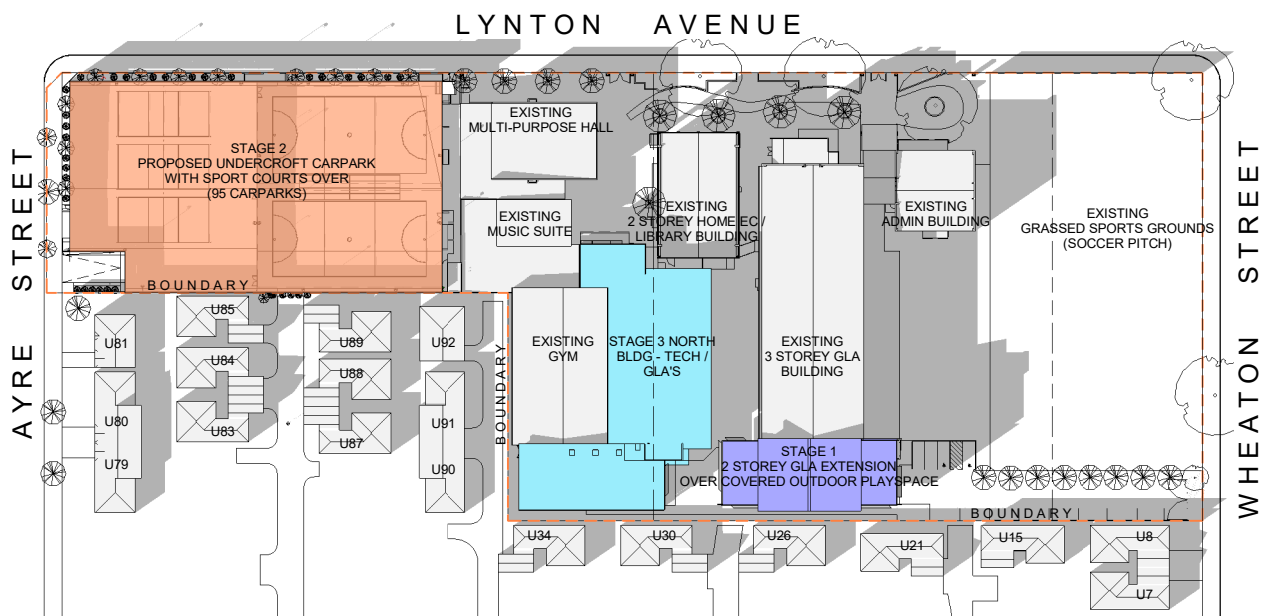 LYNTON AVENUE
AYRE STREET
WHEATON STREET
STAGE 2
PROPOSED UNDERCROFT CARPARK
WITH SPORT COURTS OVER
(95 CARPARKS)
EXISTING
MULTI-PURPOSE HALL
EXISTING
MUSIC SUITE
EXISTING
2 STOREY HOME EC /
LIBRARY BUILDING
EXISTING
ADMIN BUILDING
EXISTING
GRASSED SPORTS GROUNDS
(SOCCER PITCH)
BOUNDARY
U85
U81
U84
U80
U83
U79
U89
U88
U87
U92
U91
U90
BOUNDARY
EXISTING
GYM
STAGE 3 NORTH
BLDG - TECH /
GLA'S
EXISTING
3 STOREY GLA
BUILDING
STAGE 1
2 STOREY GLA EXTENSION
OVER COVERED OUTDOOR PLAYSPACE
BOUNDARY
U34
U30
U26
U21
U15
U8
U7